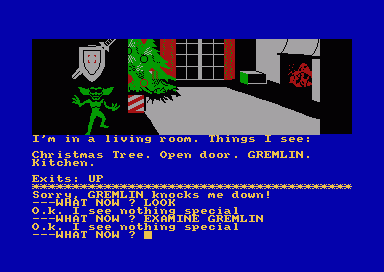 I'm in a living room. Things I see:
Christmas Tree. Open door. GREMLIN.
Kitchen.
Exits: UP
****************************************
Sorry, GREMLIN knocks me down!
---WHAT NOW ? LOOK
O.k. I see nothing special
---WHAT NOW ? EXAMINE GREMLIN
O.k. I see nothing special
---WHAT NOW ?